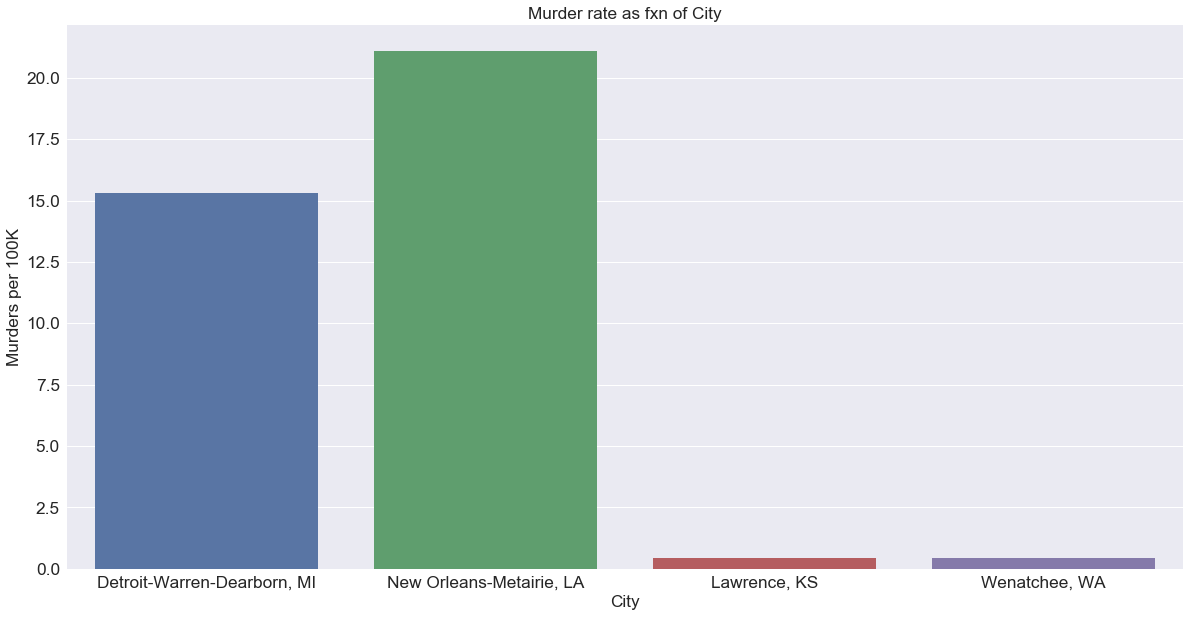 Murder rate as fxn of City
Murders per 100K
20.0
17.5
15.0
12.5
10.0
7.5
5.0
2.5
0.0
Detroit-Warren-Dearborn, MI
New Orleans-Metairie, LA
Lawrence, KS
Wenatchee, WA
City